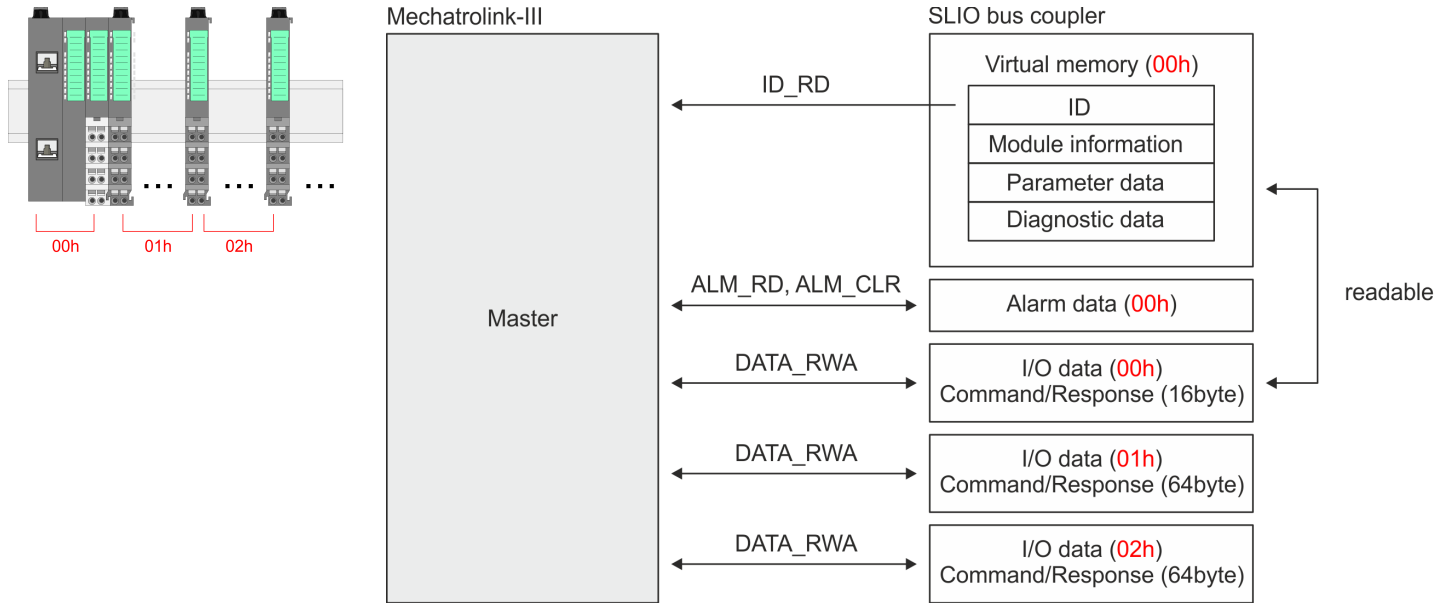 Mechatrolink-III
SLIO bus coupler
Virtual memory (00h)
ID_RD
ID
Module information
Parameter data
Diagnostic data
... ... ...
00h 01h 02h
ALM_RD, ALM_CLR
Master
Alarm data (00h)
readable
DATA_RWA
I/O data (00h)
Command/Response (16byte)
DATA_RWA
I/O data (01h)
Command/Response (64byte)
DATA_RWA
I/O data (02h)
Command/Response (64byte)